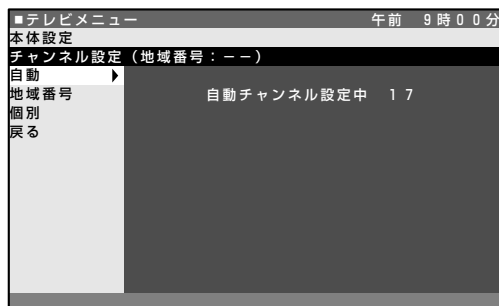 ■テレビメニュー 午前 9時00分
本体設定
チャンネル設定(地域番号:−−)
自動
地域番号 自動チャンネル設定中 17
個別
戻る